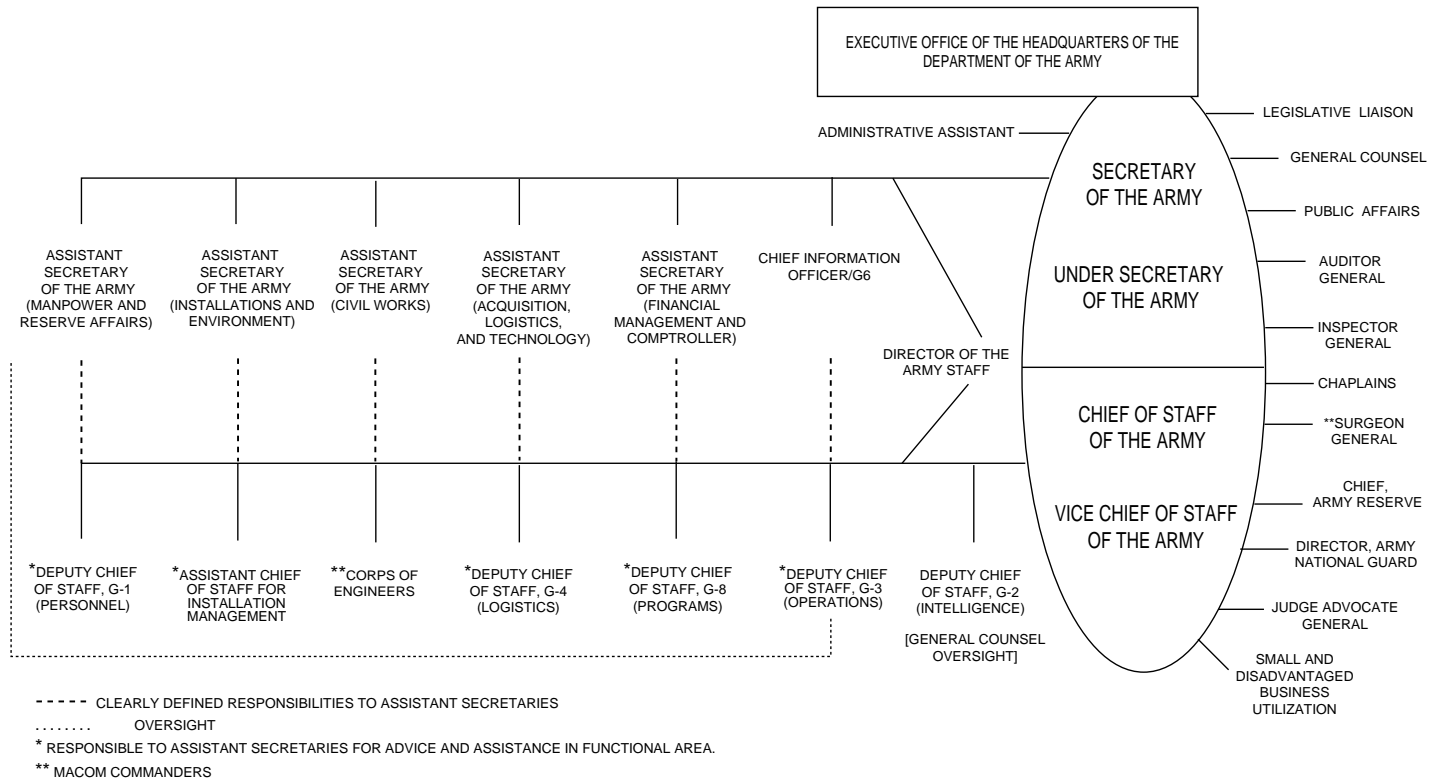 EXECUTIVE OFFICE OF THE HEADQUARTERS OF THE
DEPARTMENT OF THE ARMY
ADMINISTRATIVE ASSISTANT
LEGISLATIVE LIAISON
GENERAL COUNSEL
PUBLIC AFFAIRS
AUDITOR
GENERAL
INSPECTOR
GENERAL
CHAPLAINS
**SURGEON
GENERAL
CHIEF,
ARMY RESERVE
DIRECTOR, ARMY
NATIONAL GUARD
JUDGE ADVOCATE
GENERAL
SMALL AND
DISADVANTAGED
BUSINESS
UTILIZATION
SECRETARY
OF THE ARMY
UNDER SECRETARY
OF THE ARMY
CHIEF OF STAFF
OF THE ARMY
VICE CHIEF OF STAFF
OF THE ARMY
ASSISTANT
SECRETARY
OF THE ARMY
(MANPOWER AND
RESERVE AFFAIRS)
ASSISTANT
SECRETARY
OF THE ARMY
(INSTALLATIONS AND
ENVIRONMENT)
ASSISTANT
SECRETARY
OF THE ARMY
(CIVIL WORKS)
ASSISTANT
SECRETARY
OF THE ARMY
(ACQUISITION,
LOGISTICS,
AND TECHNOLOGY)
ASSISTANT
SECRETARY
OF THE ARMY
(FINANCIAL
MANAGEMENT AND
COMPTROLLER)
CHIEF INFORMATION
OFFICER/G6
DIRECTOR OF THE
ARMY STAFF
*DEPUTY CHIEF
OF STAFF, G-1
(PERSONNEL)
*ASSISTANT CHIEF
OF STAFF FOR
INSTALLATION
MANAGEMENT
**CORPS OF
ENGINEERS
*DEPUTY CHIEF
OF STAFF, G-4
(LOGISTICS)
*DEPUTY CHIEF
OF STAFF, G-8
(PROGRAMS)
*DEPUTY CHIEF
OF STAFF, G-3
(OPERATIONS)
DEPUTY CHIEF
OF STAFF, G-2
(INTELLIGENCE)
[GENERAL COUNSEL
OVERSIGHT]
----- CLEARLY DEFINED RESPONSIBILITIES TO ASSISTANT SECRETARIES
........ OVERSIGHT
* RESPONSIBLE TO ASSISTANT SECRETARIES FOR ADVICE AND ASSISTANCE IN FUNCTIONAL AREA.
** MACOM COMMANDERS